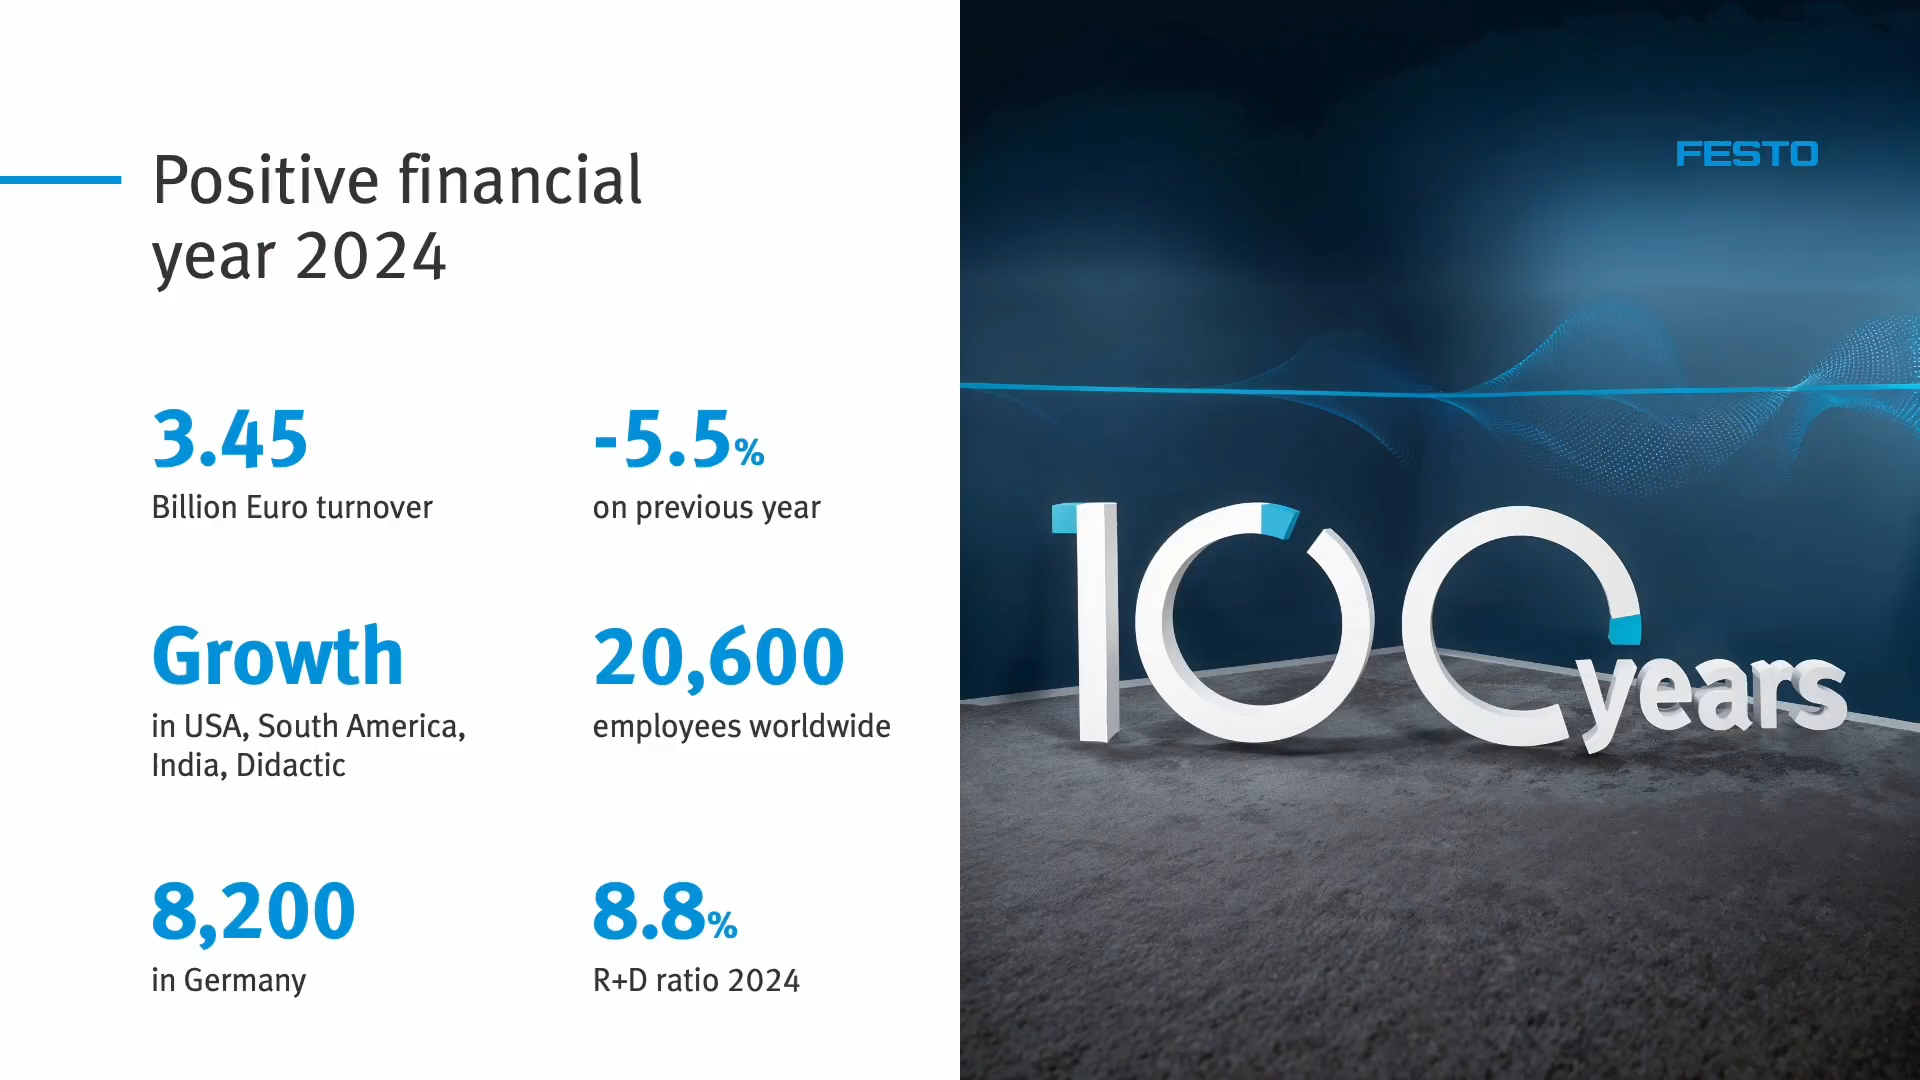 Positive financial
year 2024
3.45
Billion Euro turnover
-5.5%
on previous year
Growth
in USA, South America,
India, Didactic
20,600
employees worldwide
8,200
in Germany
8.8%
R+D ratio 2024
FESTO
100 years